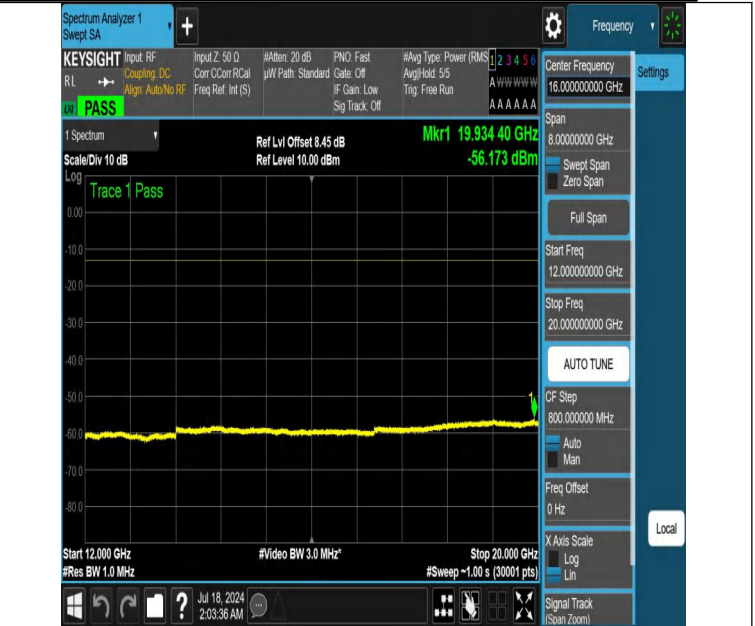 Spectrum Analyzer 1
Swept SA
+
Frequency
KEYSIGHT
RL
PASS
Input: RF
Coupling: DC
Align: Auto/No RF
Input Z: 50 Ω
Corr CCorr RCal
Freq Ref: Int (S)
#Atten: 20 dB
µW Path: Standard
PNO: Fast
Gate: Off
IF Gain: Low
Sig Track: Off
#Avg Type: Power (RMS
Avg|Hold: 5/5
Trig: Free Run
1 2 3 4 5 6
A W W W W W
A A A A A A
Center Frequency
16.000000000 GHz
Settings
1 Spectrum
Scale/Div 10 dB
Ref Lvl Offset 8.45 dB
Ref Level 10.00 dBm
Mkr1 19.934 40 GHz
-56.173 dBm
Span
8.00000000 GHz
Swept Span
Zero Span
Full Span
Log
Trace 1 Pass
0.00
-10.0
-20.0
-30.0
-40.0
-50.0
-60.0
-70.0
-80.0
1
Start Freq
12.000000000 GHz
Stop Freq
20.000000000 GHz
AUTO TUNE
CF Step
800.000000 MHz
Auto
Man
Freq Offset
0 Hz
X Axis Scale
Log
Lin
Local
Signal Track
(Span Zoom)
Start 12.000 GHz
#Res BW 1.0 MHz
#Video BW 3.0 MHz*
Stop 20.000 GHz
#Sweep ~1.00 s (30001 pts)
?
Jul 18, 2024
2:03:36 AM